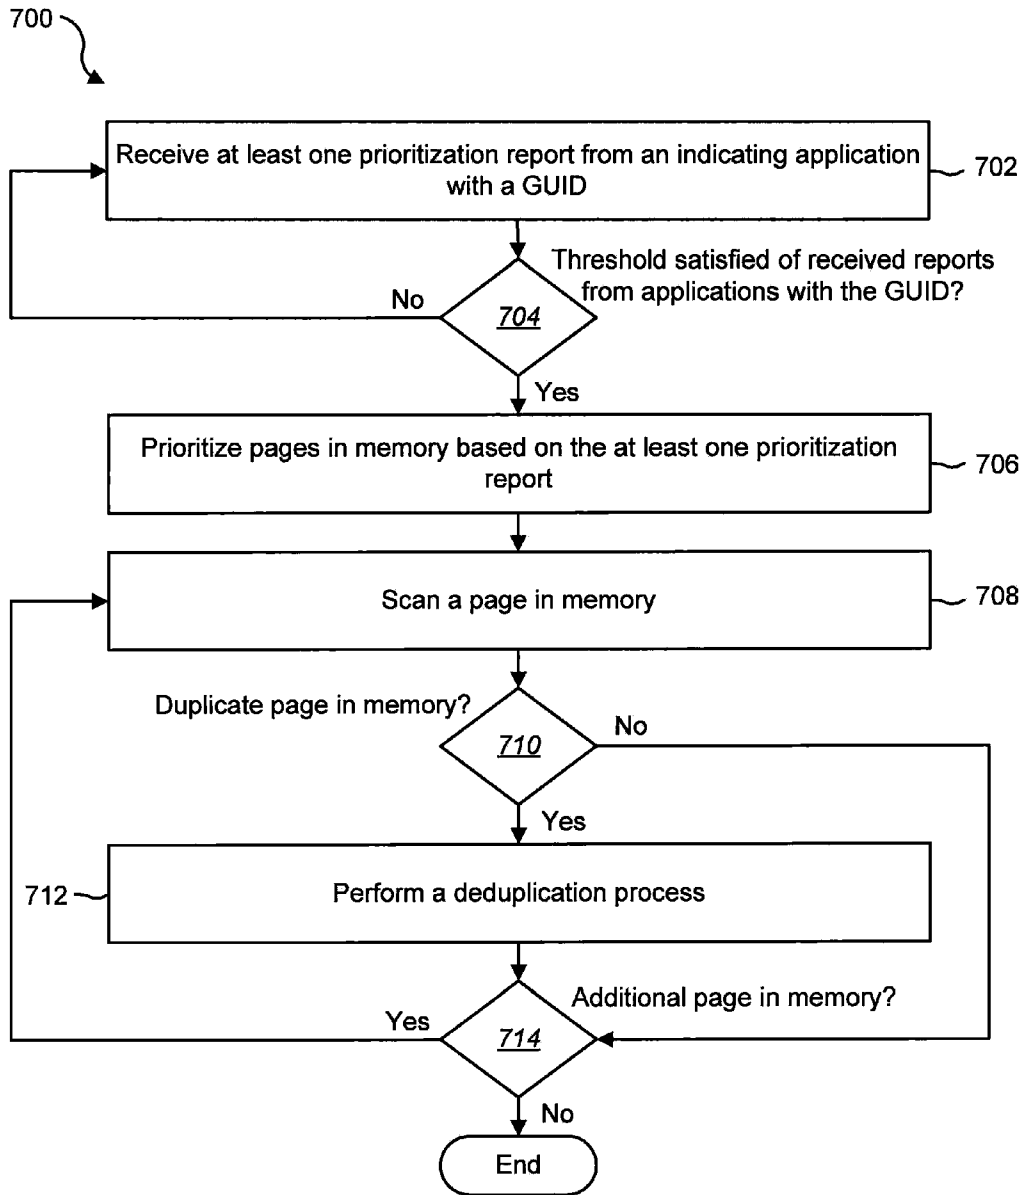 700
Receive at least one prioritization report from an indicating application
with a GUID
702
Threshold satisfied of received reports
from applications with the GUID?
No
704
Yes
Prioritize pages in memory based on the at least one prioritization
report
706
Scan a page in memory
708
Duplicate page in memory?
710
No
Yes
712
Perform a deduplication process
Additional page in memory?
Yes
714
No
End